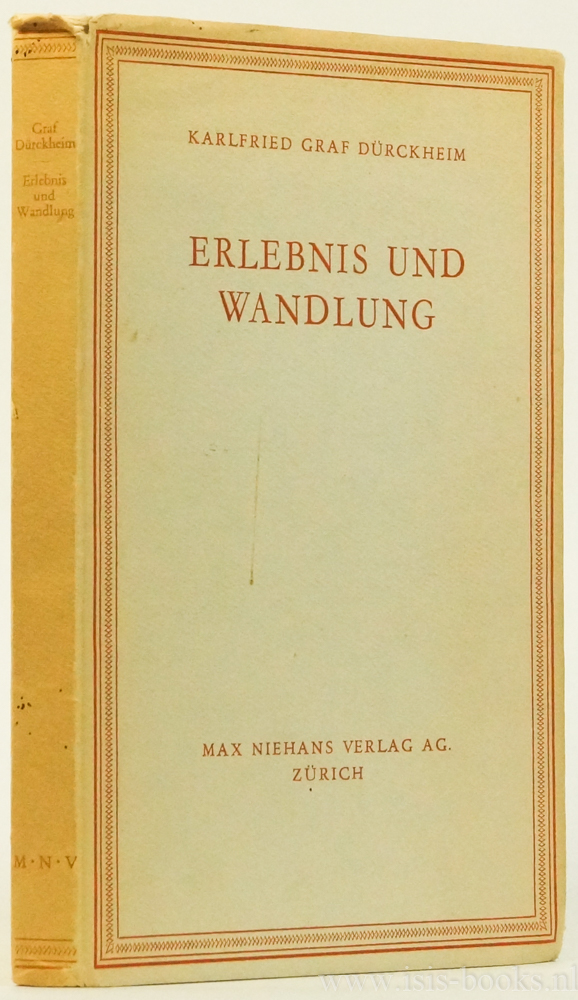 Graf
Dürckheim
Erlebnis
und
Wandlung
M·N·V
KARLFRIED GRAF DÜRCKHEIM
ERLEBNIS UND
WANDLUNG
MAX NIEHANS VERLAG AG.
ZÜRICH
www.isis-books.nl